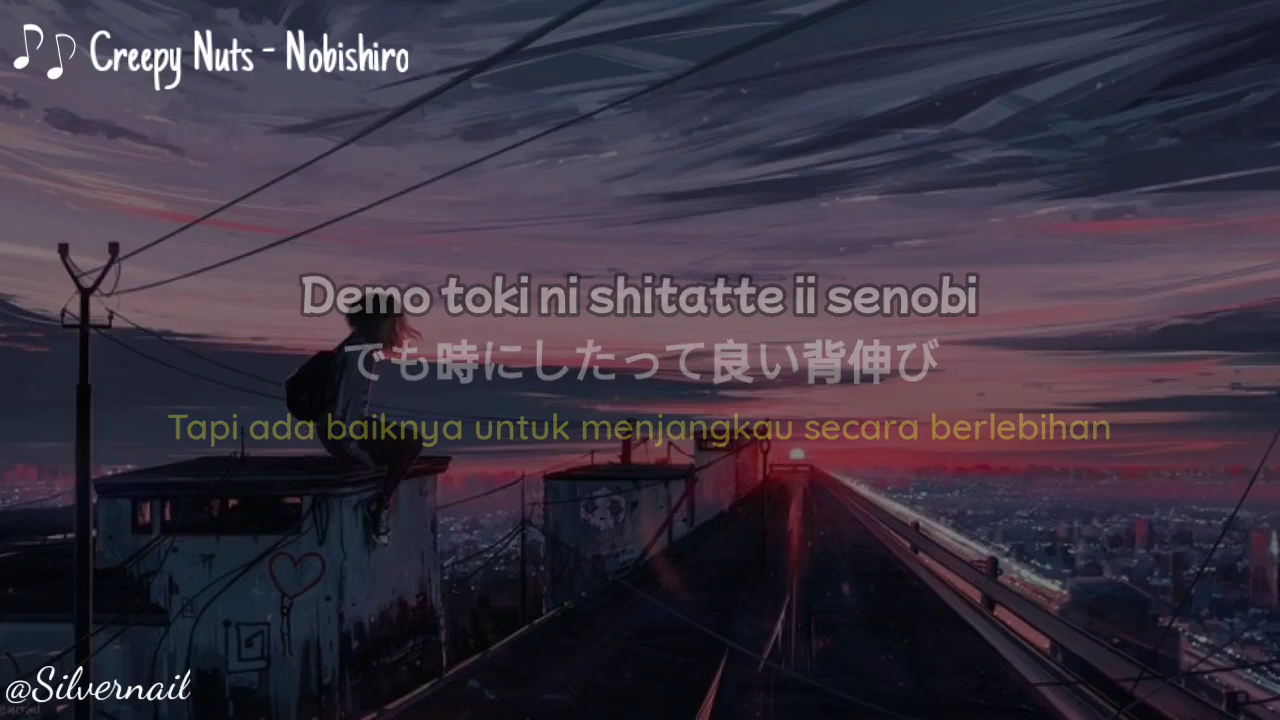 Creepy Nuts - Nobishiro
Demo toki ni shitatte ii senobi
でも時にしたって良い背伸び
Tapi ada baiknya untuk menjangkau secara berlebihan
@Silvernail